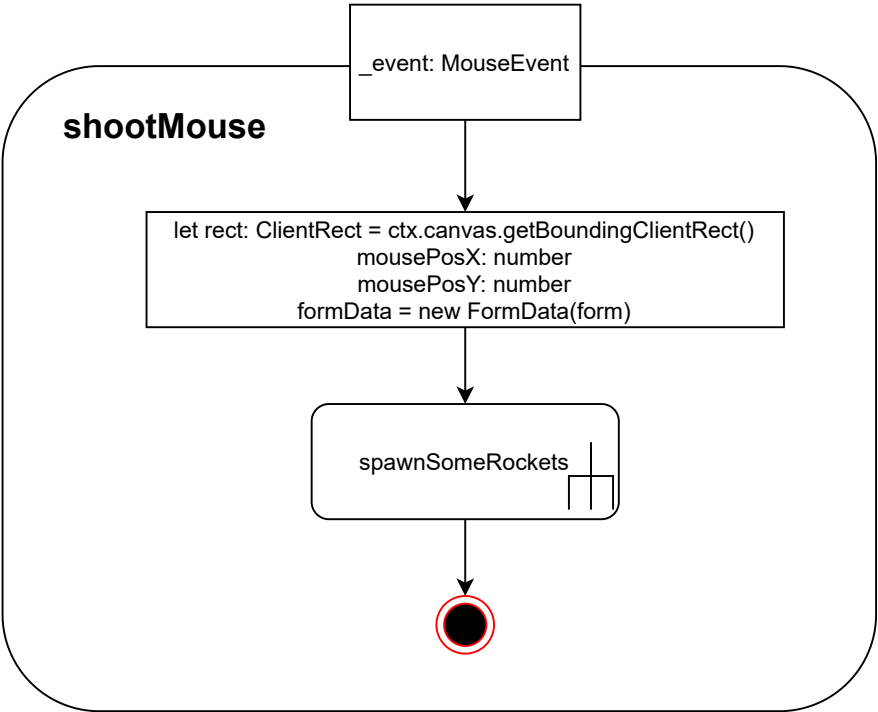 _event: MouseEvent
shootMouse
let rect: ClientRect = ctx.canvas.getBoundingClientRect()
mousePosX: number
mousePosY: number
formData = new FormData(form)
spawnSomeRockets